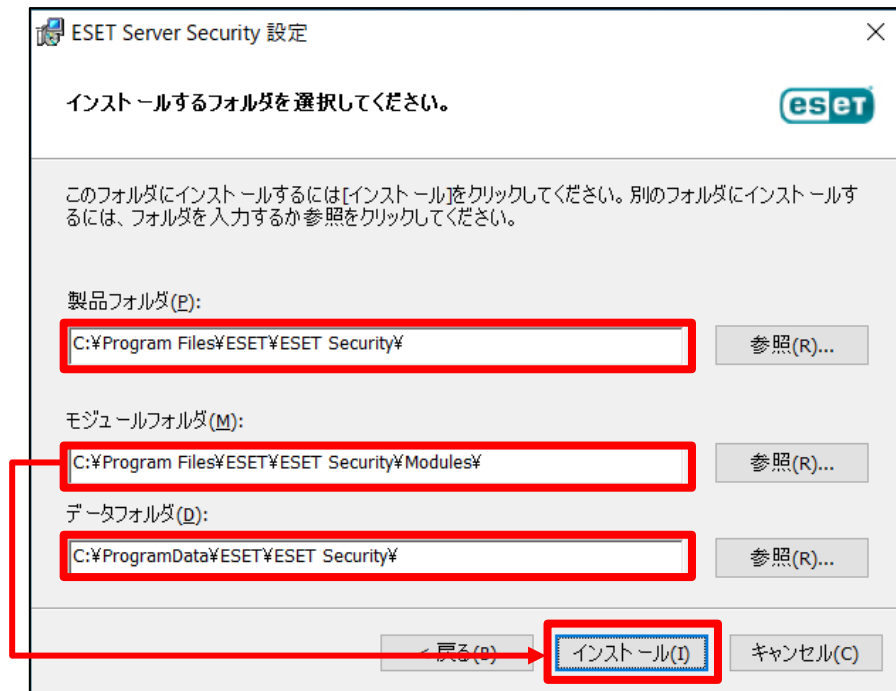 ESET Server Security 設定
インストールするフォルダを選択してください。
eseT
このフォルダにインストールするには[インストール]をクリックしてください。別のフォルダにインストールす
るには、フォルダを入力するか参照をクリックしてください。
製品フォルダ(P):
C:¥Program Files¥ESET¥ESET Security¥
参照(R)...
モジュールフォルダ(M):
C:¥Program Files¥ESET¥ESET Security¥Modules¥
参照(R)...
データフォルダ(D):
C:¥ProgramData¥ESET¥ESET Security¥
参照(R)...
< 戻る(B)
インストール(I)
キャンセル(C)